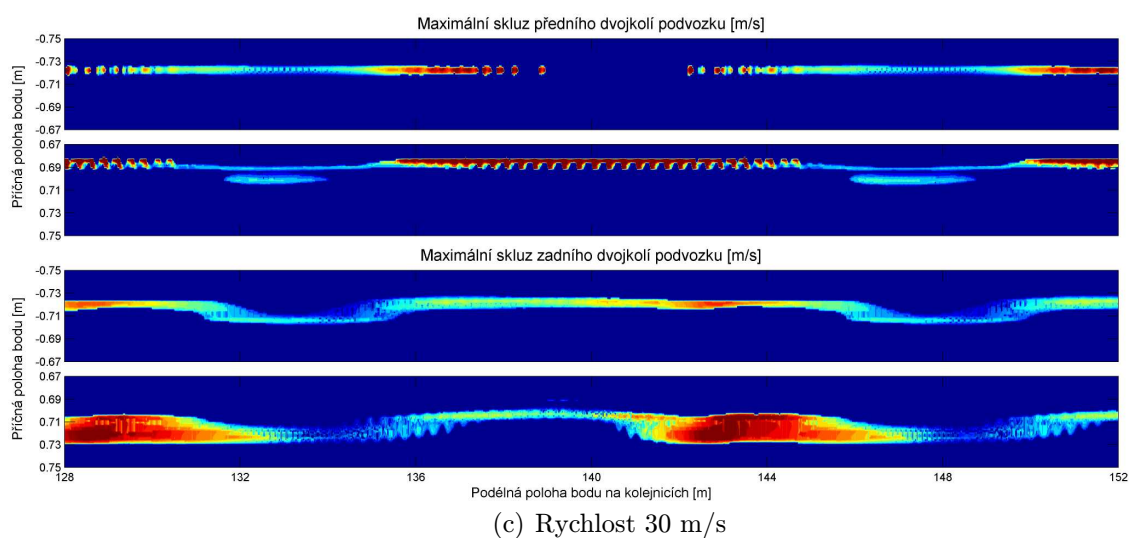 Maximální skluz předního dvojkolí podvozku [m/s]
-0.75
-0.73
-0.71
-0.69
-0.67
0.67
0.69
0.71
0.73
0.75
Příčná poloha bodu [m]
Maximální skluz zadního dvojkolí podvozku [m/s]
-0.75
-0.73
-0.71
-0.69
-0.67
0.67
0.69
0.71
0.73
0.75
Příčná poloha bodu [m]
128 132 136 140 144 148 152
Podélná poloha bodu na kolejnicích [m]
(c) Rychlost 30 m/s